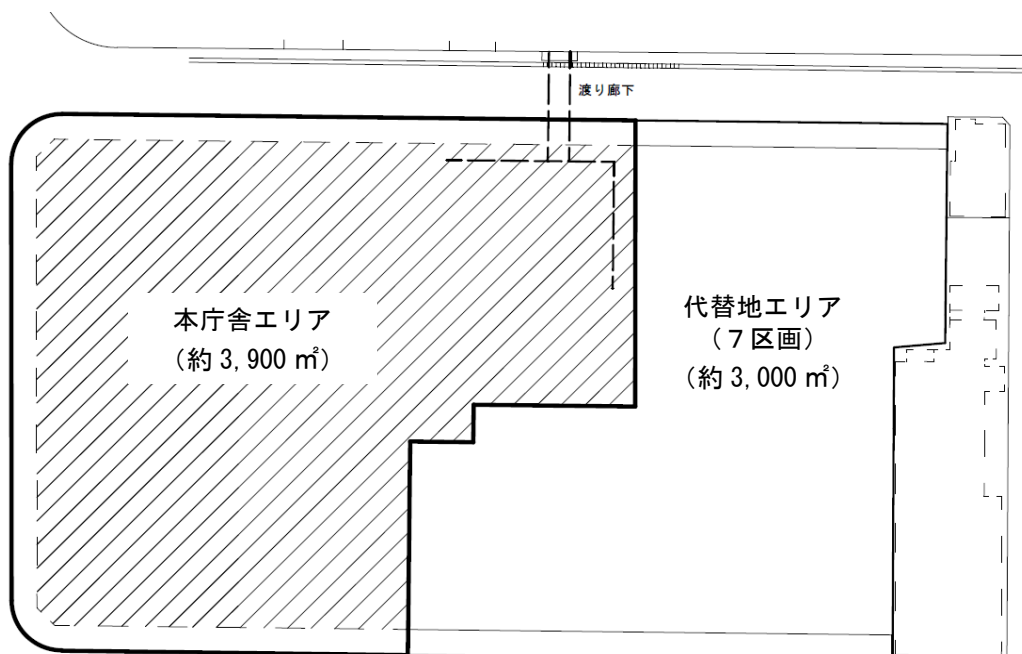 渡り廊下
本庁舎エリア
（約 3,900 ㎡）
代替地エリア
（７区画）
（約 3,000 ㎡）